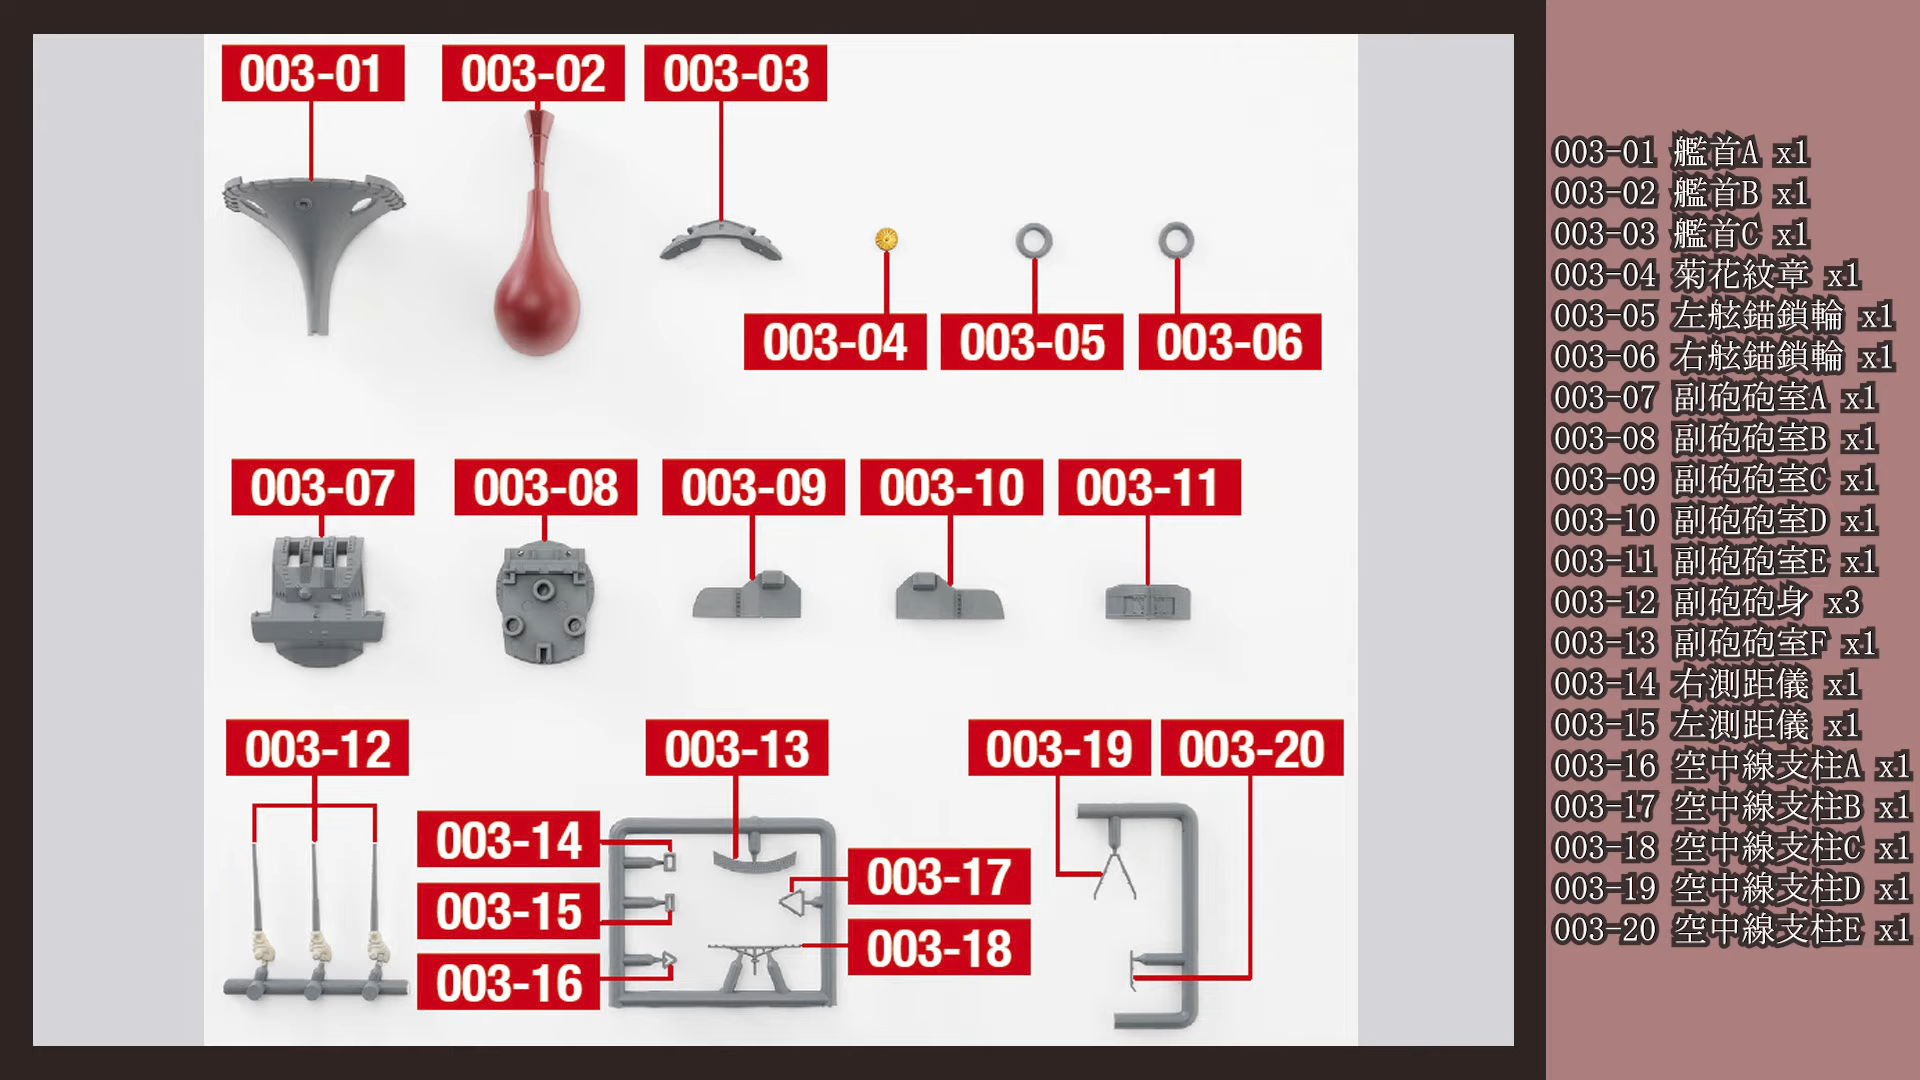 003-01
003-02
003-03
003-04
003-05
003-06
003-07
003-08
003-09
003-10
003-11
003-12
003-13
003-19
003-20
003-14
003-15
003-16
003-17
003-18
003-01 艦首A x1
003-02 艦首B x1
003-03 艦首C x1
003-04 菊花紋章 x1
003-05 左舷錨鎖輪 x1
003-06 右舷錨鎖輪 x1
003-07 副砲砲室A x1
003-08 副砲砲室B x1
003-09 副砲砲室C x1
003-10 副砲砲室D x1
003-11 副砲砲室E x1
003-12 副砲砲身 x3
003-13 副砲砲室F x1
003-14 右測距儀 x1
003-15 左測距儀 x1
003-16 空中線支柱A x1
003-17 空中線支柱B x1
003-18 空中線支柱C x1
003-19 空中線支柱D x1
003-20 空中線支柱E x1